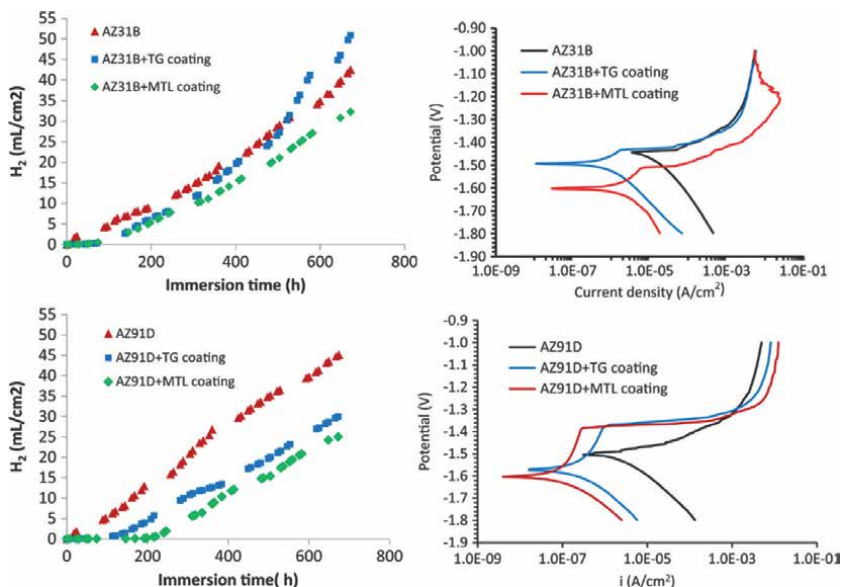 55
50
45
40
35
30
25
20
15
10
5
0
H₂ (mL/cm2)
AZ31B
AZ31B+TG coating
AZ31B+MTL coating
0 200 400 600 800
Immersion time (h)
-1.00
-1.10
-1.20
-1.30
-1.40
-1.50
-1.60
-1.70
-1.80
-1.90
Potential (V)
AZ31B
AZ31B+TG coating
AZ31B+MTL coating
1.0E-09 1.0E-07 1.0E-05 1.0E-03 1.0E-01
Current density (A/cm²)
55
50
45
40
35
30
25
20
15
10
5
0
H₂ (mL/cm2)
AZ91D
AZ91D+TG coating
AZ91D+MTL coating
0 200 400 600 800
Immersion time( h)
-0.9
-1.0
-1.1
-1.2
-1.3
-1.4
-1.5
-1.6
-1.7
-1.8
Potential (V)
AZ91D
AZ91D+TG coating
AZ91D+MTL coating
1.0E-09 1.0E-07 1.0E-05 1.0E-03 1.0E-01
i (A/cm²)